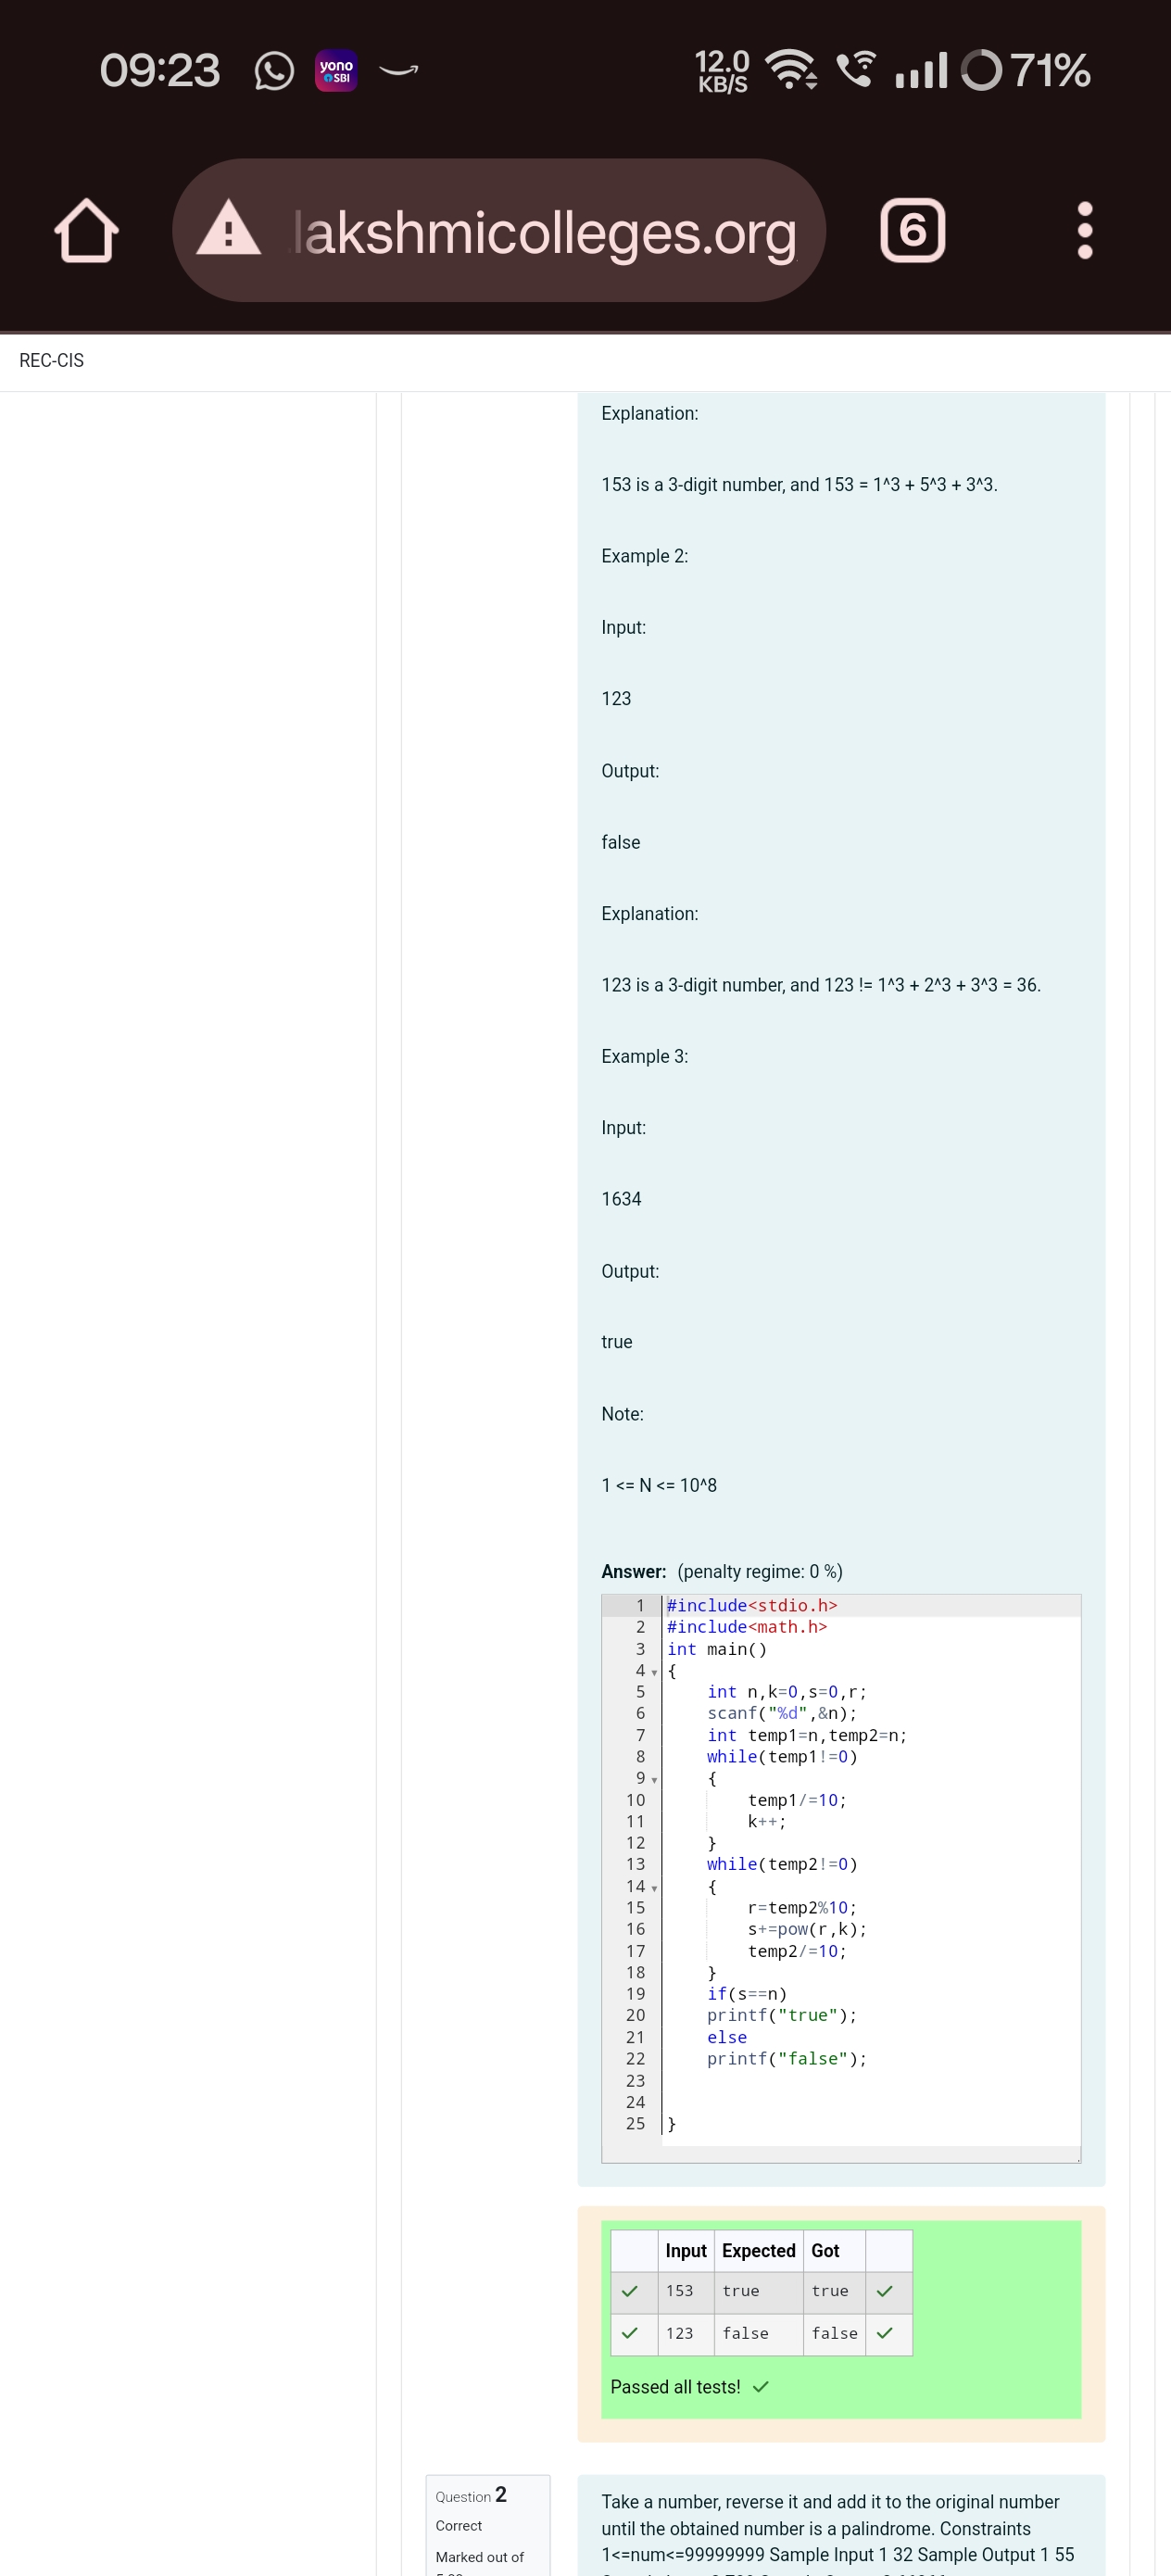 09:23
yono
SBI
12.0
KB/S
71%
lakshmicolleges.org
6
REC-CIS
Explanation:
153 is a 3-digit number, and 153 = 1^3 + 5^3 + 3^3.
Example 2:
Input:
123
Output:
false
Explanation:
123 is a 3-digit number, and 123 != 1^3 + 2^3 + 3^3 = 36.
Example 3:
Input:
1634
Output:
true
Note:
1 <= N <= 10^8
Answer: (penalty regime: 0 %)
1 #include<stdio.h>
2 #include<math.h>
3 int main()
4 {
5     int n,k=0,s=0,r;
6     scanf("%d",&n);
7     int temp1=n,temp2=n;
8     while(temp1!=0)
9     {
10         temp1/=10;
11         k++;
12     }
13     while(temp2!=0)
14     {
15         r=temp2%10;
16         s+=pow(r,k);
17         temp2/=10;
18     }
19     if(s==n)
20     printf("true");
21     else
22     printf("false");
23
24
25 }
Input Expected Got
153 true true
123 false false
Passed all tests!
Question 2
Correct
Marked out of
Take a number, reverse it and add it to the original number
until the obtained number is a palindrome. Constraints
1<=num<=99999999 Sample Input 1 32 Sample Output 1 55